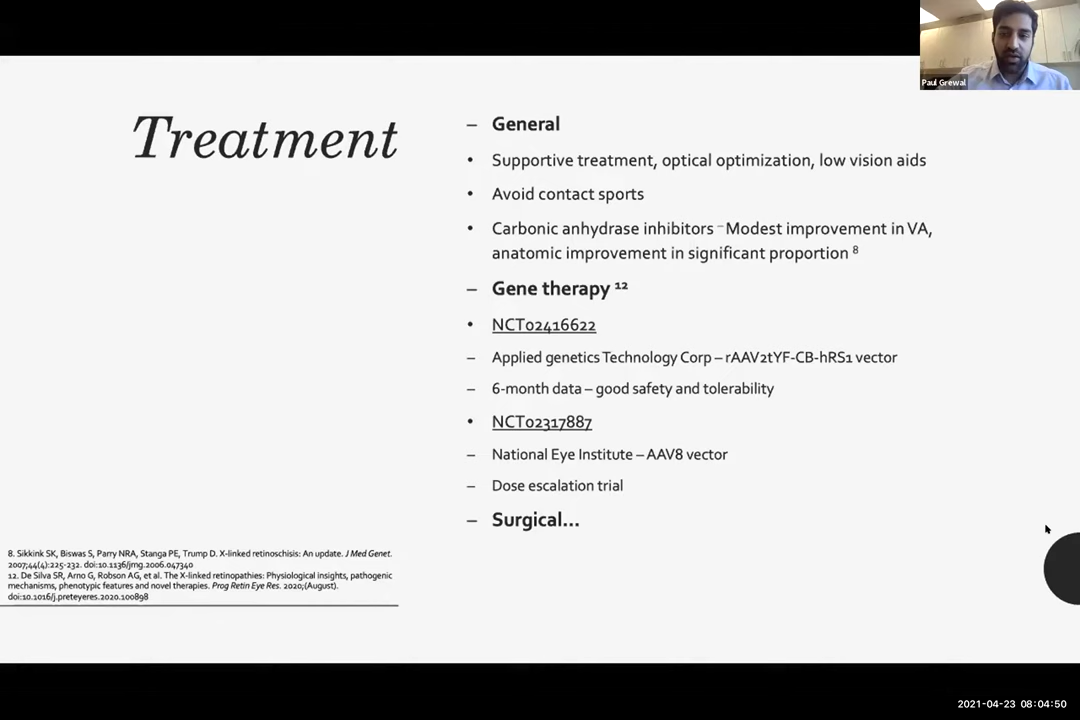 Paul Grewal
Treatment
– General
• Supportive treatment, optical optimization, low vision aids
• Avoid contact sports
• Carbonic anhydrase inhibitors – Modest improvement in VA,
anatomic improvement in significant proportion 8
– Gene therapy 12
• NCT02416622
– Applied genetics Technology Corp – rAAV2tYF-CB-hRS1 vector
– 6-month data – good safety and tolerability
• NCT02317887
– National Eye Institute – AAV8 vector
– Dose escalation trial
– Surgical...
8. Sikkink SK, Biswas S, Parry NRA, Stanga PE, Trump D. X-linked retinoschisis: An update. J Med Genet.
2007;44(4):225-232. doi:10.1136/jmg.2006.047340
12. De Silva SR, Arno G, Robson AG, et al. The X-linked retinopathies: Physiological insights, pathogenic
mechanisms, phenotypic features and novel therapies. Prog Retin Eye Res. 2020;(August).
doi:10.1016/j.preteyeres.2020.100898
2021-04-23 08:04:50